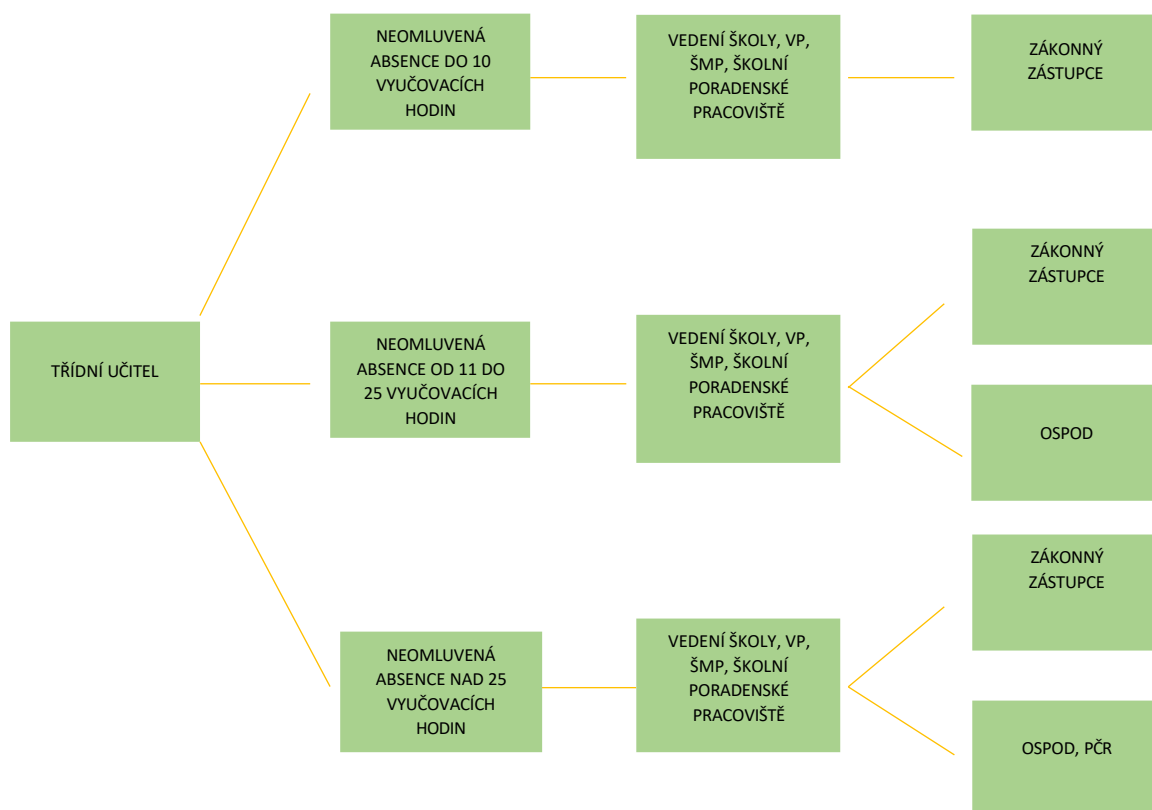 NEOMLUVENÁ
ABSENCE DO 10
VYUČOVACÍCH
HODIN
VEDENÍ ŠKOLY, VP,
ŠMP, ŠKOLNÍ
PORADENSKÉ
PRACOVIŠTĚ
ZÁKONNÝ
ZÁSTUPCE
TŘÍDNÍ UČITEL
NEOMLUVENÁ
ABSENCE OD 11 DO
25 VYUČOVACÍCH
HODIN
VEDENÍ ŠKOLY, VP,
ŠMP, ŠKOLNÍ
PORADENSKÉ
PRACOVIŠTĚ
ZÁKONNÝ
ZÁSTUPCE
OSPOD
NEOMLUVENÁ
ABSENCE NAD 25
VYUČOVACÍCH
HODIN
VEDENÍ ŠKOLY, VP,
ŠMP, ŠKOLNÍ
PORADENSKÉ
PRACOVIŠTĚ
ZÁKONNÝ
ZÁSTUPCE
OSPOD, PČR